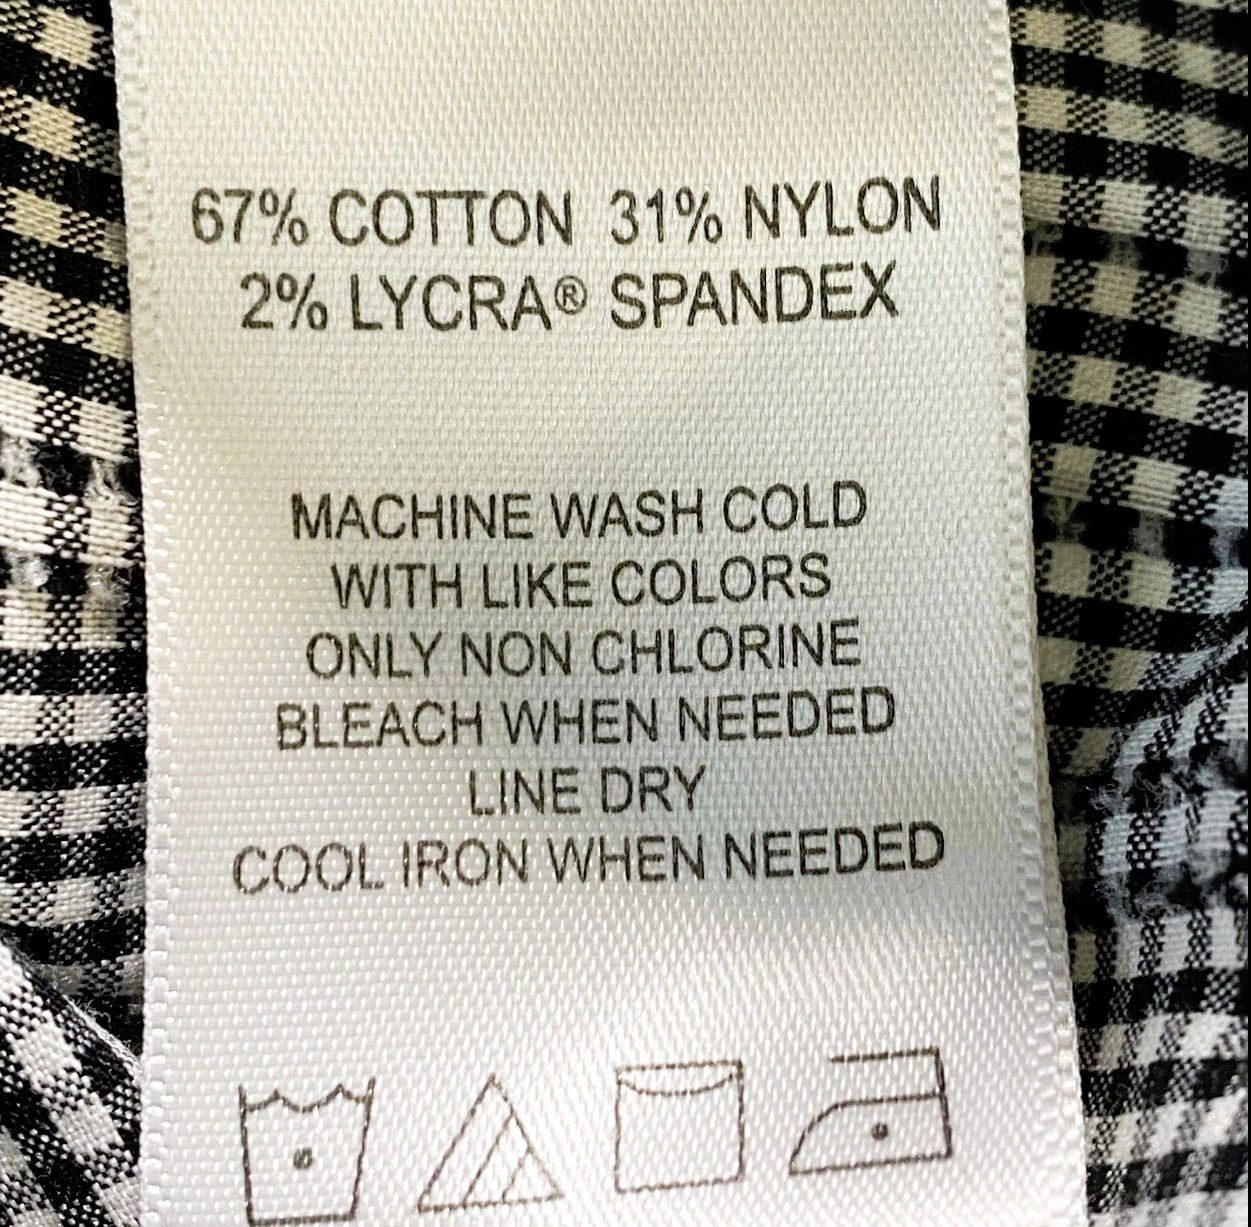 67% COTTON 31% NYLON
2% LYCRA® SPANDEX
MACHINE WASH COLD
WITH LIKE COLORS
ONLY NON CHLORINE
BLEACH WHEN NEEDED
LINE DRY
COOL IRON WHEN NEEDED